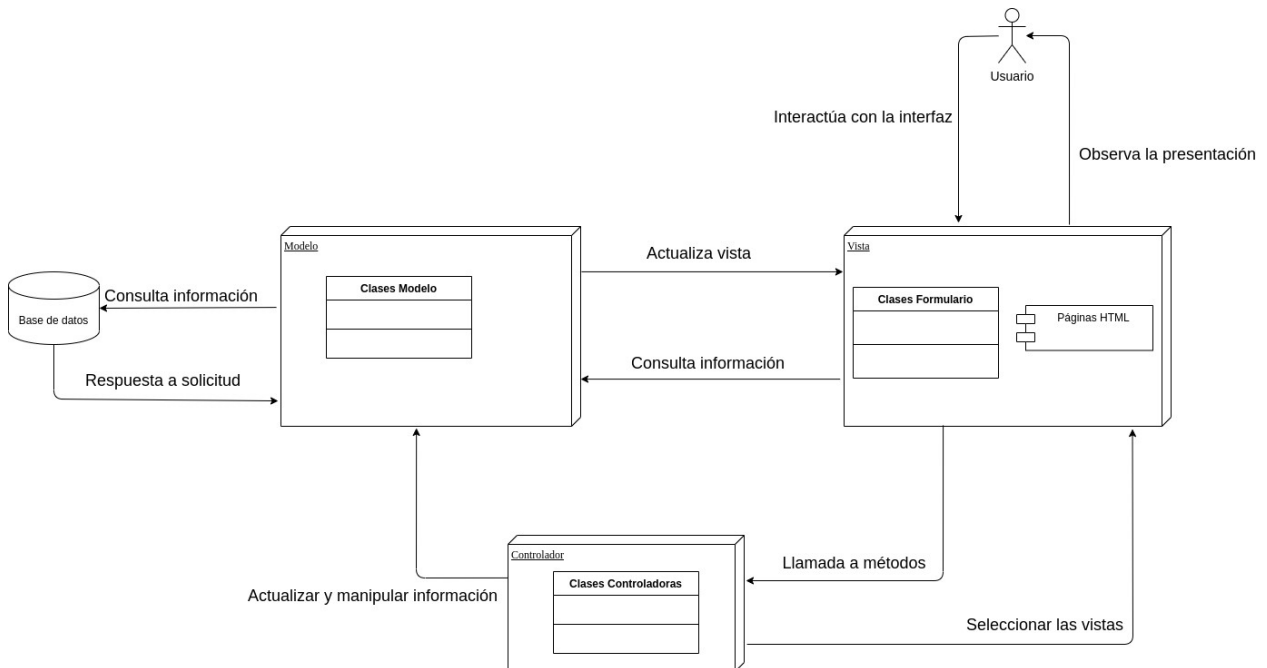 Usuario
Interactúa con la interfaz
Observa la presentación
Modelo
Vista
Actualiza vista
Clases Modelo
Clases Formulario
Páginas HTML
Consulta información
Base de datos
Consulta información
Respuesta a solicitud
Controlador
Clases Controladoras
Llamada a métodos
Actualizar y manipular información
Seleccionar las vistas